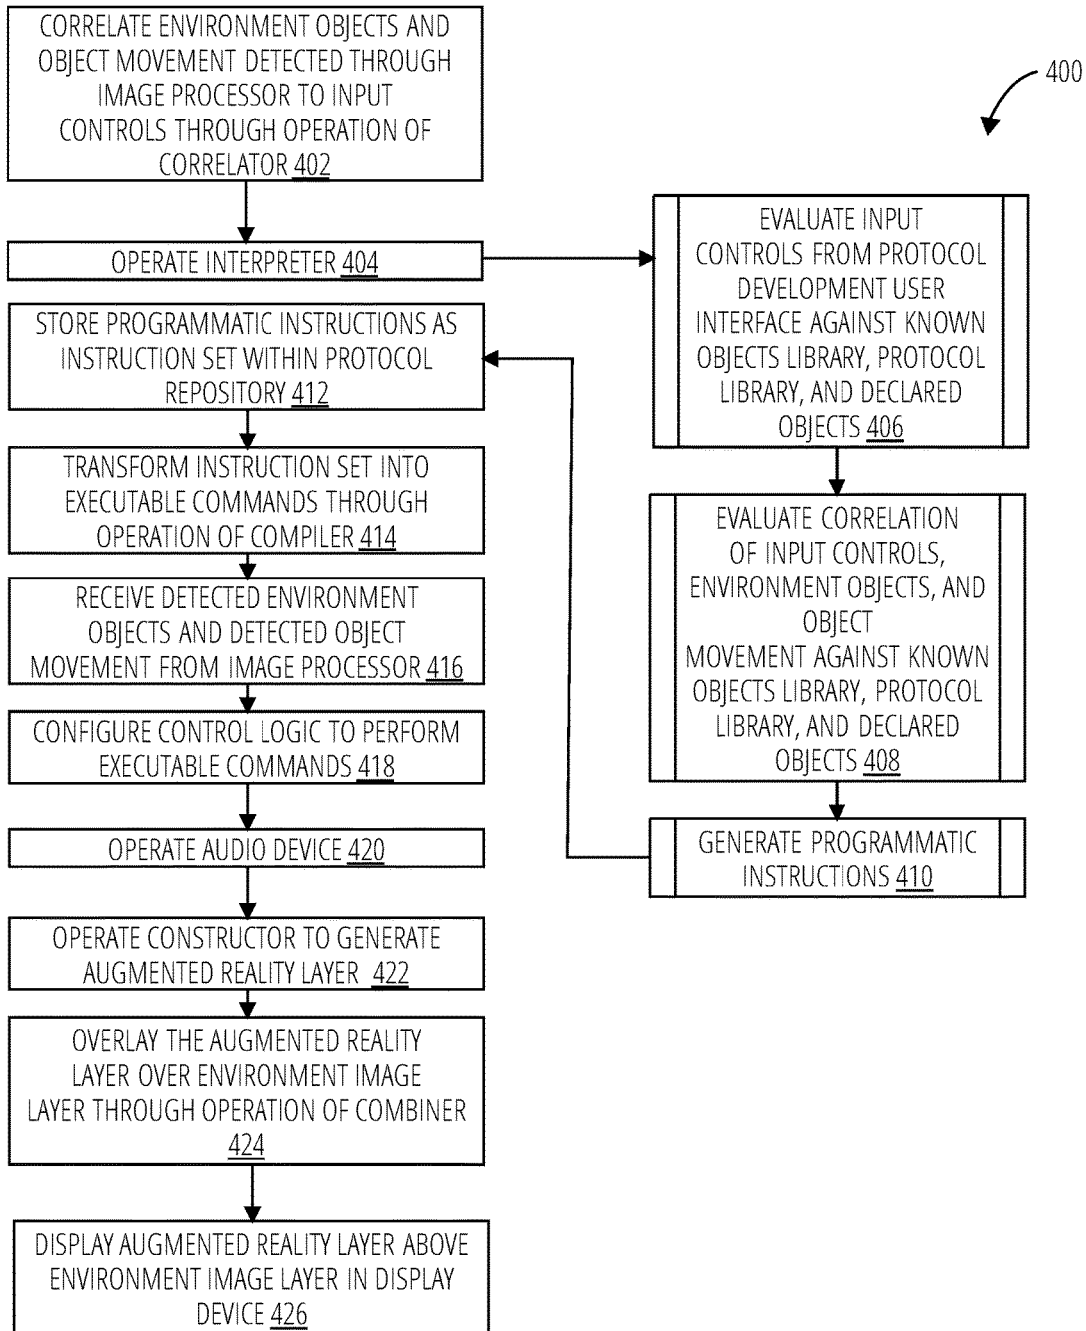 CORRELATE ENVIRONMENT OBJECTS AND
OBJECT MOVEMENT DETECTED THROUGH
IMAGE PROCESSOR TO INPUT
CONTROLS THROUGH OPERATION OF
CORRELATOR 402
400
OPERATE INTERPRETER 404
EVALUATE INPUT
CONTROLS FROM PROTOCOL
DEVELOPMENT USER
INTERFACE AGAINST KNOWN
OBJECTS LIBRARY, PROTOCOL
LIBRARY, AND DECLARED
OBJECTS 406
EVALUATE CORRELATION
OF INPUT CONTROLS,
ENVIRONMENT OBJECTS, AND
OBJECT
MOVEMENT AGAINST KNOWN
OBJECTS LIBRARY, PROTOCOL
LIBRARY, AND DECLARED
OBJECTS 408
GENERATE PROGRAMMATIC
INSTRUCTIONS 410
STORE PROGRAMMATIC INSTRUCTIONS AS
INSTRUCTION SET WITHIN PROTOCOL
REPOSITORY 412
TRANSFORM INSTRUCTION SET INTO
EXECUTABLE COMMANDS THROUGH
OPERATION OF COMPILER 414
RECEIVE DETECTED ENVIRONMENT
OBJECTS AND DETECTED OBJECT
MOVEMENT FROM IMAGE PROCESSOR 416
CONFIGURE CONTROL LOGIC TO PERFORM
EXECUTABLE COMMANDS 418
OPERATE AUDIO DEVICE 420
OPERATE CONSTRUCTOR TO GENERATE
AUGMENTED REALITY LAYER 422
OVERLAY THE AUGMENTED REALITY
LAYER OVER ENVIRONMENT IMAGE
LAYER THROUGH OPERATION OF COMBINER
424
DISPLAY AUGMENTED REALITY LAYER ABOVE
ENVIRONMENT IMAGE LAYER IN DISPLAY
DEVICE 426